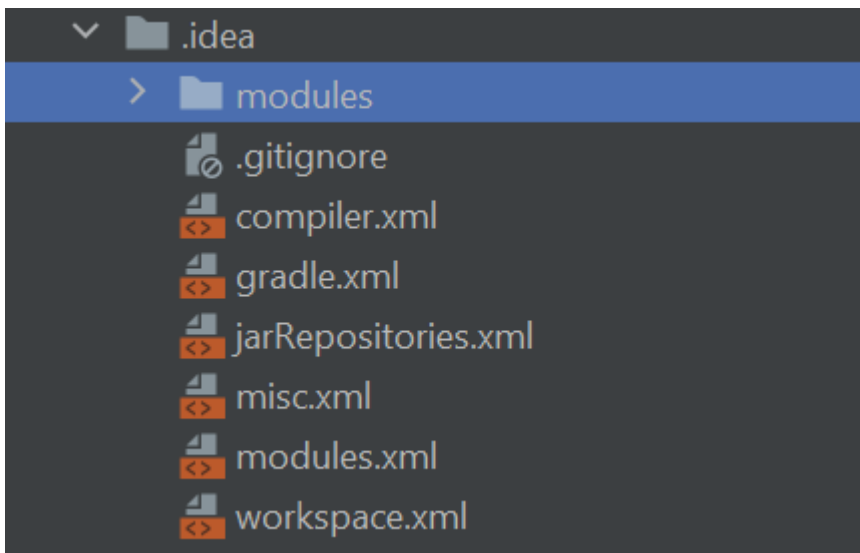 .idea
modules
.gitignore
compiler.xml
gradle.xml
jarRepositories.xml
misc.xml
modules.xml
workspace.xml